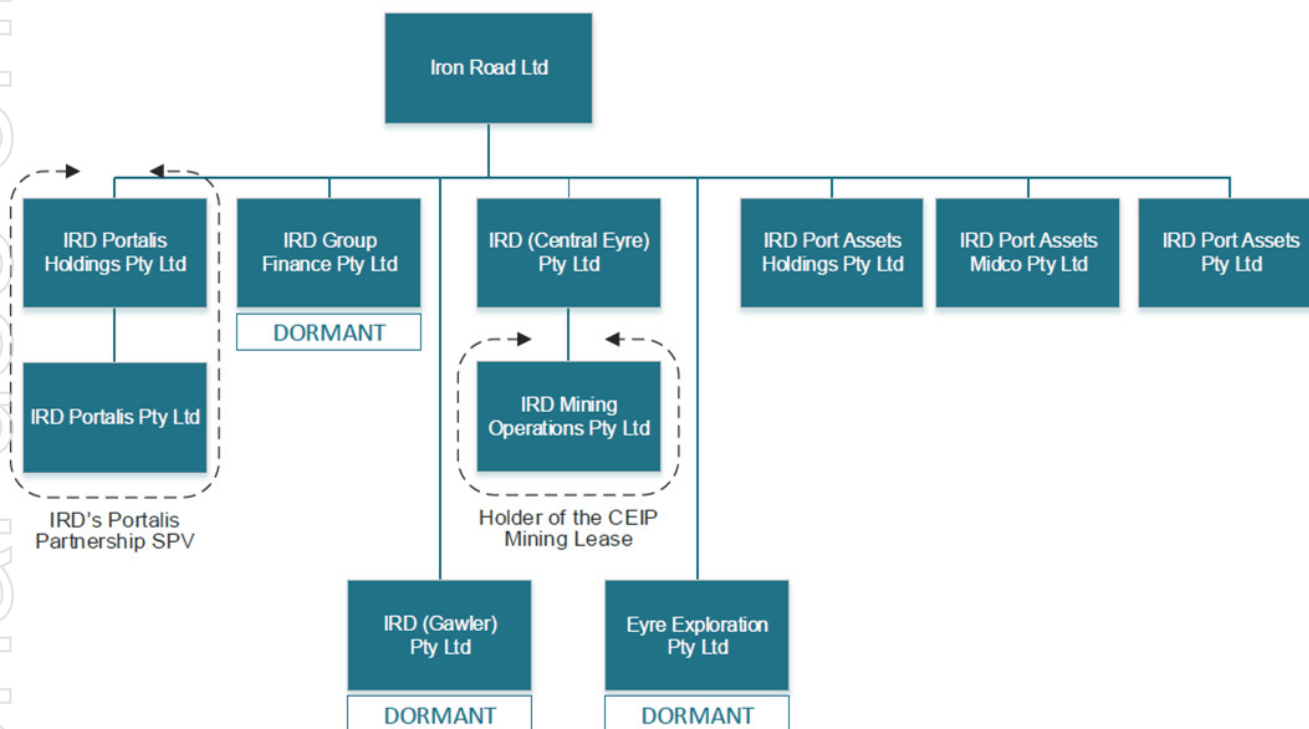 Iron Road Ltd
IRD Portalis
Holdings Pty Ltd
IRD Group
Finance Pty Ltd
DORMANT
IRD (Central Eyre)
Pty Ltd
IRD Port Assets
Holdings Pty Ltd
IRD Port Assets
Midco Pty Ltd
IRD Port Assets
Pty Ltd
IRD Portalis Pty Ltd
IRD Mining
Operations Pty Ltd
IRD's Portalis
Partnership SPV
Holder of the CEIP
Mining Lease
IRD (Gawler)
Pty Ltd
DORMANT
Eyre Exploration
Pty Ltd
DORMANT